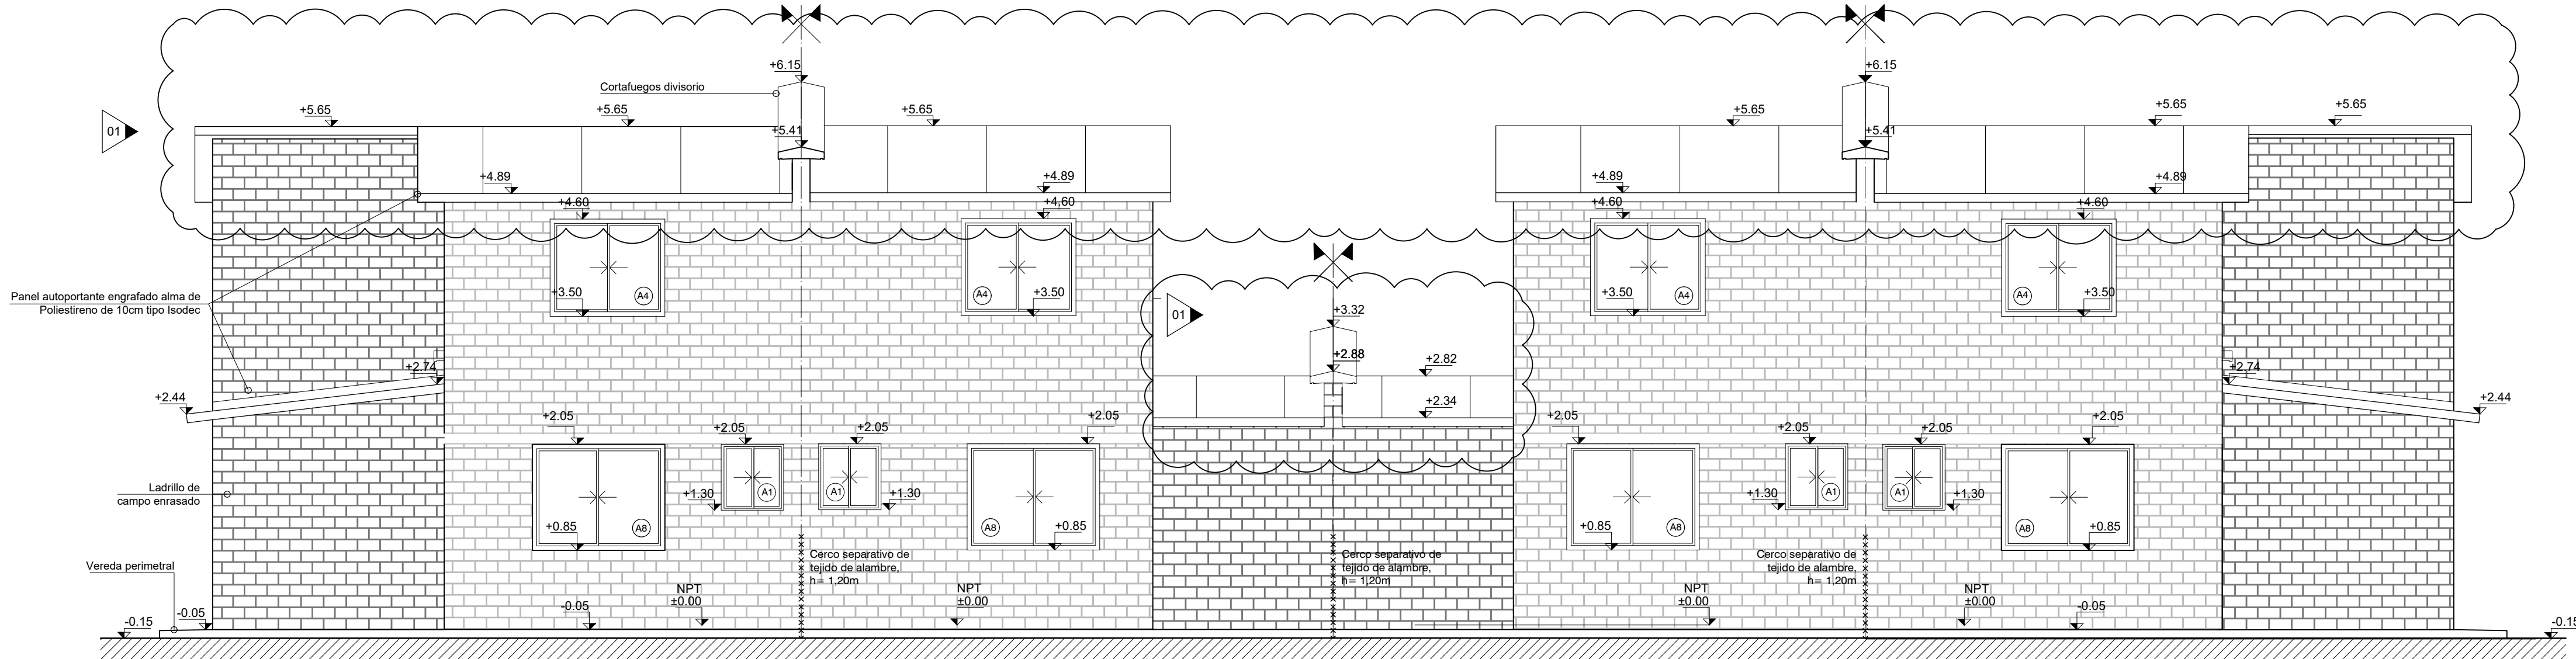 +6.15
+6.15
Cortafuegos divisorio
+5.65
+5.65
+5.65
+5.65
+5.65
+5.65
01
+5.41
+5.41
+4.89
+4.89
+4.89
+4.89
+4.60
+4.60
+4.60
+4.60
Panel autoportante engrafado alma de
Poliestireno de 10cm tipo Isodec
+3.50
A4
A4
+3.50
+3.50
A4
A4
+3.50
01
+3.32
+2.88
+2.82
+2.74
+2.74
+2.44
+2.34
+2.44
+2.05
+2.05
+2.05
+2.05
+2.05
+2.05
+2.05
+2.05
Ladrillo de
campo enrasado
+1.30
A1
A1
+1.30
+1.30
A1
A1
+1.30
+0.85
A8
A8
+0.85
+0.85
A8
A8
+0.85
Cerco separativo de
tejido de alambre,
h= 1,20m
Cerco separativo de
tejido de alambre,
h= 1,20m
Cerco separativo de
tejido de alambre,
h= 1,20m
Vereda perimetral
NPT
±0.00
NPT
±0.00
NPT
±0.00
NPT
±0.00
-0.15
-0.05
-0.05
-0.05
-0.15